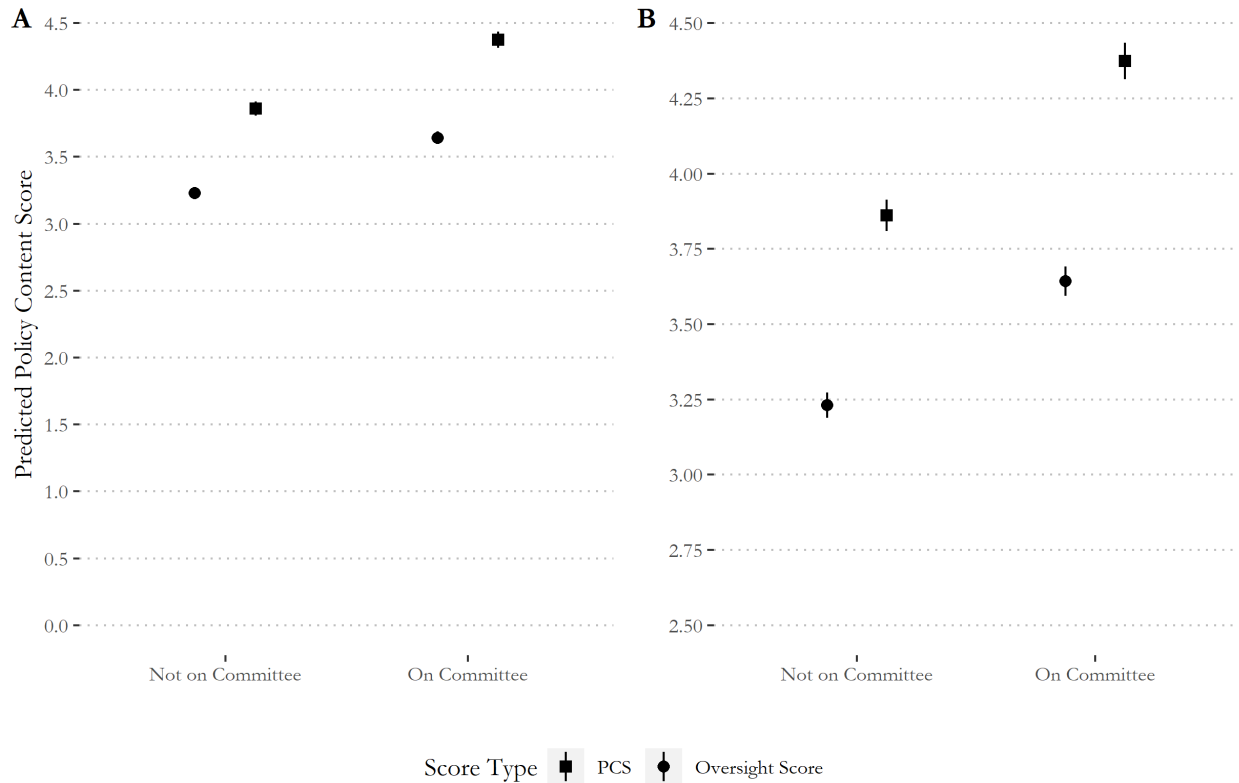 A
Predicted Policy Content Score
4.5
4.0
3.5
3.0
2.5
2.0
1.5
1.0
0.5
0.0
Not on Committee
On Committee
B
4.50
4.25
4.00
3.75
3.50
3.25
3.00
2.75
2.50
Not on Committee
On Committee
Score Type PCS Oversight Score